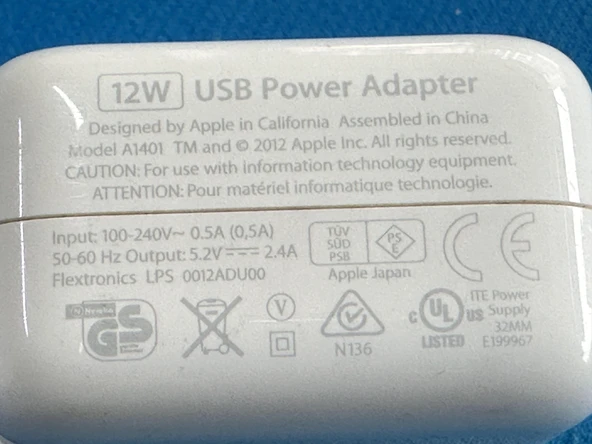 12W USB Power Adapter
Designed by Apple in California Assembled in China
Model A1401 TM and © 2012 Apple Inc. All rights reserved.
CAUTION: For use with information technology equipment.
ATTENTION: Pour matériel informatique technologie.
Input: 100-240V~ 0.5A (0,5A)
50-60 Hz Output: 5.2V⎓ 2.4A
Flextronics LPS 0012ADU00
TÜV
SÜD
PSB
PS
E
Apple Japan
CE
GS
V
N136
c UL us
LISTED
ITE Power
Supply
32MM
E199967